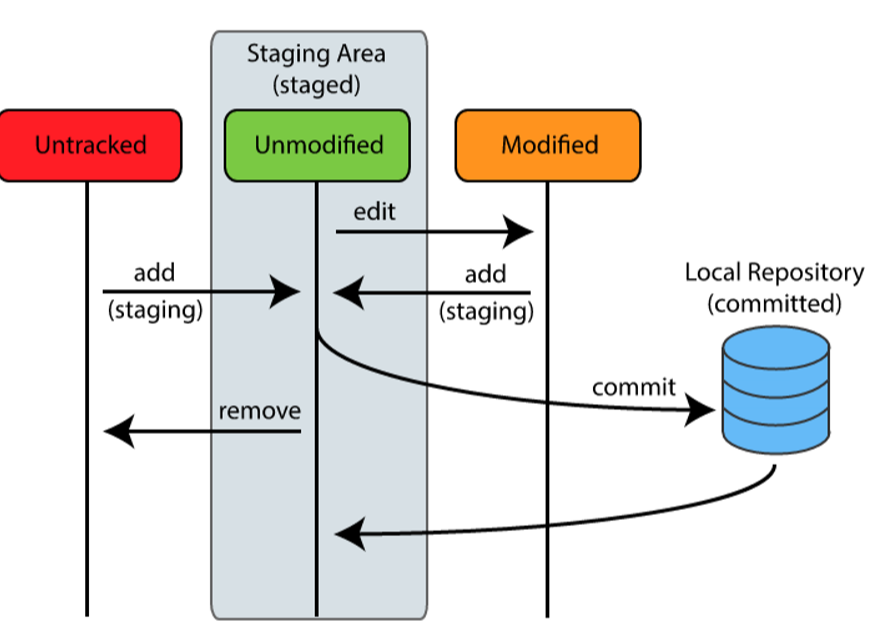 Staging Area
(staged)
Untracked
Unmodified
Modified
edit
add
(staging)
add
(staging)
Local Repository
(committed)
commit
remove